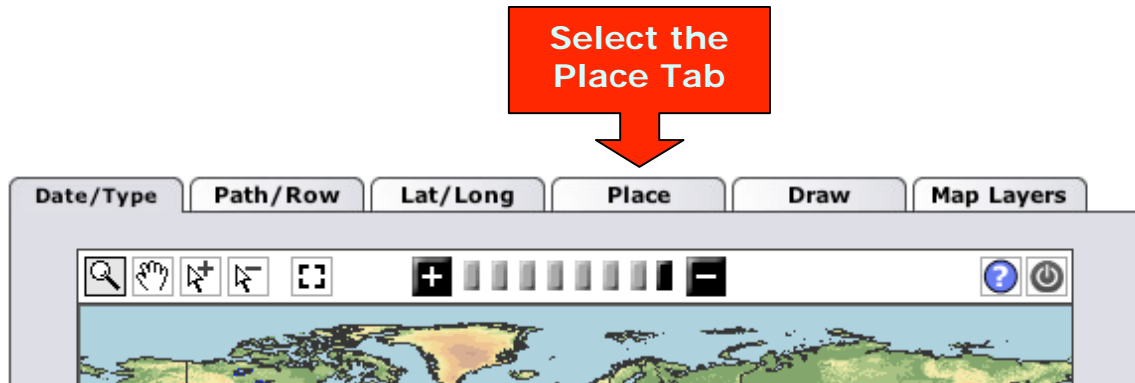 Select the
Place Tab
Date/Type Path/Row Lat/Long Place Draw Map Layers
+ - ?